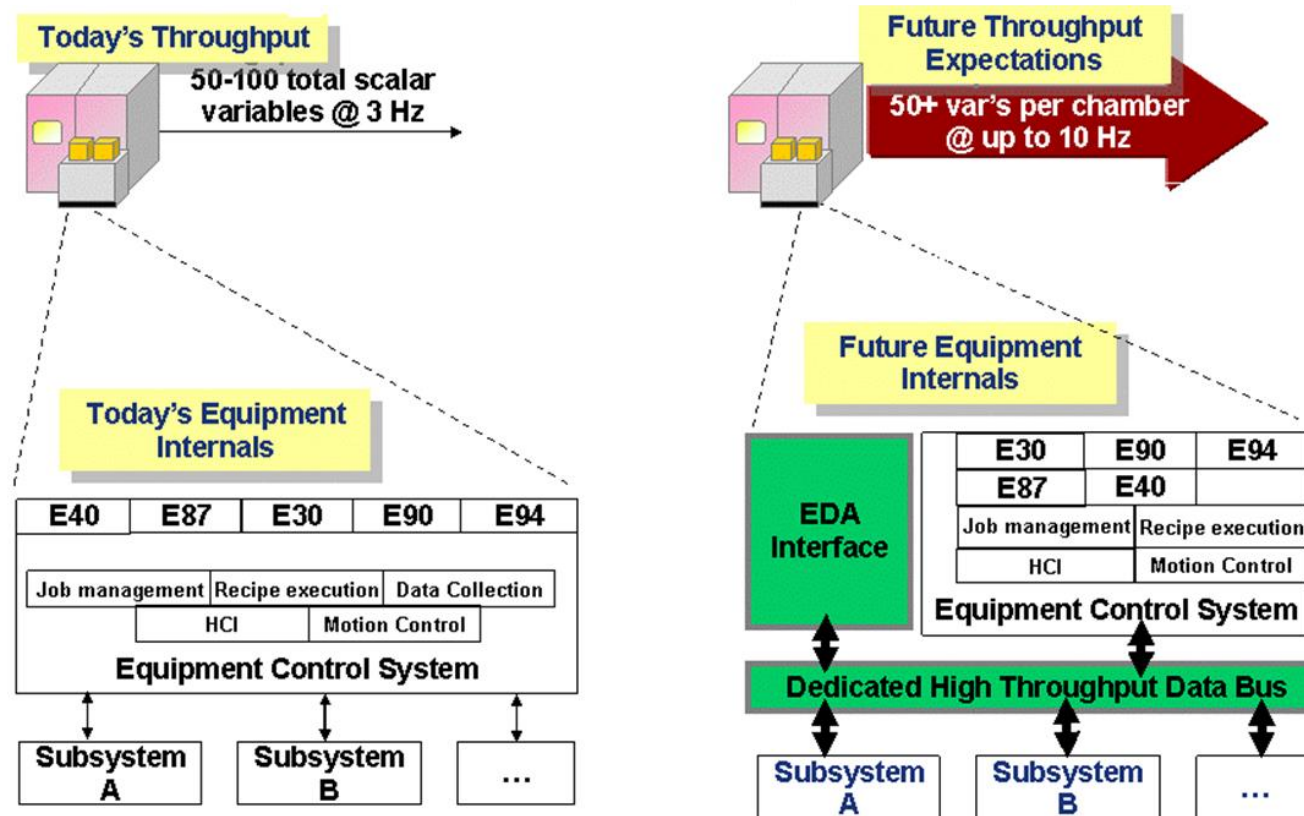 Today's Throughput
50-100 total scalar
variables @ 3 Hz
Future Throughput
Expectations
50+ var's per chamber
@ up to 10 Hz
Today's Equipment
Internals
E40 E87 E30 E90 E94
Job management Recipe execution Data Collection
HCI Motion Control
Equipment Control System
Subsystem
A
Subsystem
B
...
Future Equipment
Internals
EDA
Interface
E30 E90 E94
E87 E40
Job management Recipe execution
HCI Motion Control
Equipment Control System
Dedicated High Throughput Data Bus
Subsystem
A
Subsystem
B
...